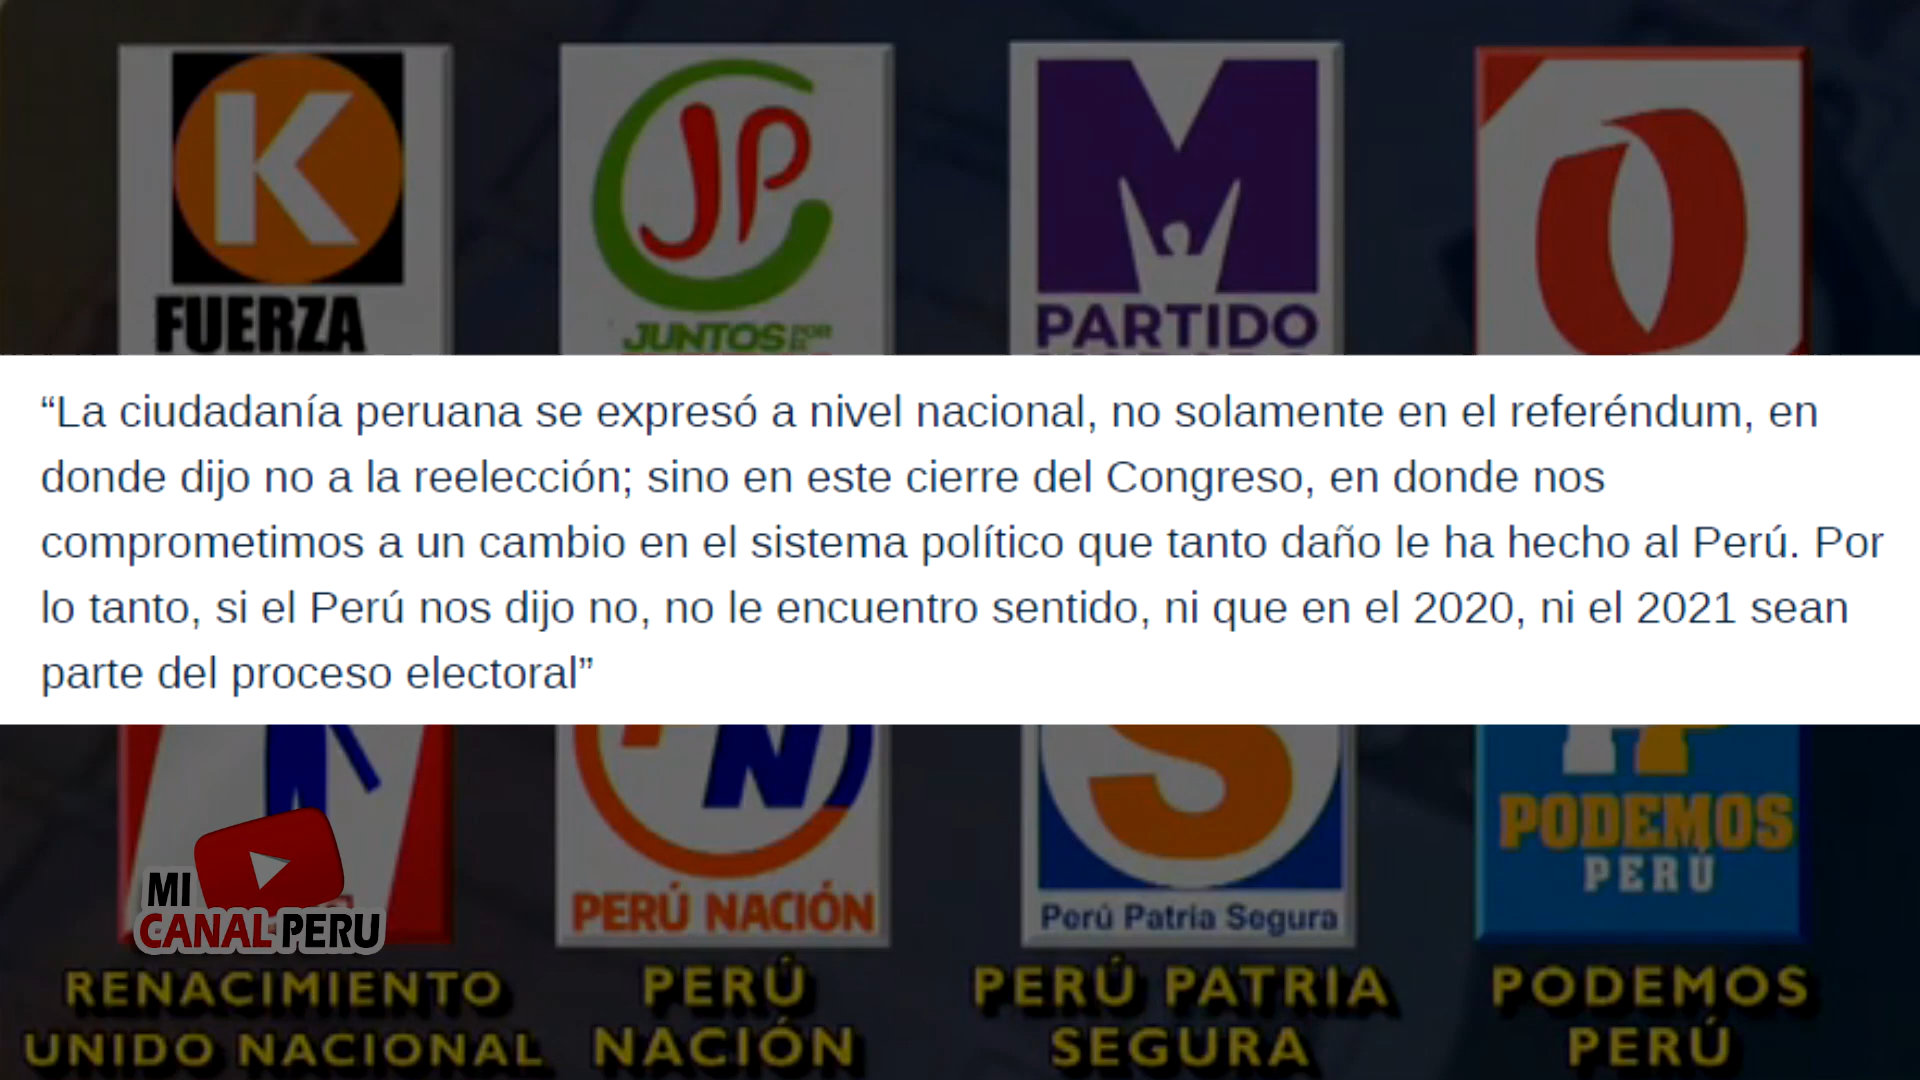 K
FUERZA
JP
JUNTOS POR EL
M
PARTIDO
“La ciudadanía peruana se expresó a nivel nacional, no solamente en el referéndum, en
donde dijo no a la reelección; sino en este cierre del Congreso, en donde nos
comprometimos a un cambio en el sistema político que tanto daño le ha hecho al Perú. Por
lo tanto, si el Perú nos dijo no, no le encuentro sentido, ni que en el 2020, ni el 2021 sean
parte del proceso electoral”
MI
CANAL PERU
N
PERÚ NACIÓN
S
Perú Patria Segura
PODEMOS
PERÚ
RENACIMIENTO
UNIDO NACIONAL
PERÚ
NACIÓN
PERÚ PATRIA
SEGURA
PODEMOS
PERÚ